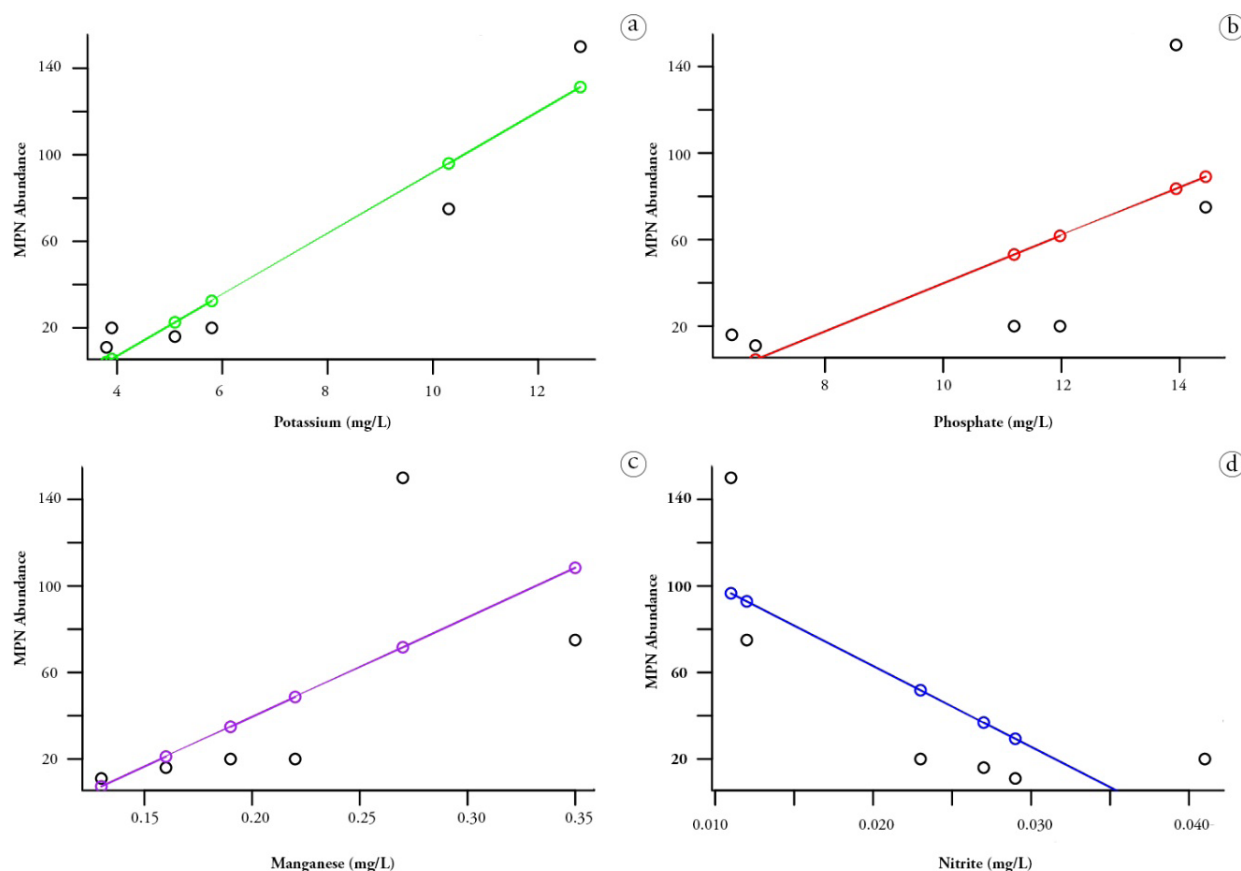 a
140
100
60
20
MPN Abundance
4 6 8 10 12
Potassium (mg/L)
b
140
100
60
20
MPN Abundance
8 10 12 14
Phosphate (mg/L)
c
140
100
60
20
MPN Abundance
0.15 0.20 0.25 0.30 0.35
Manganese (mg/L)
d
140
100
60
20
MPN Abundance
0.010 0.020 0.030 0.040-
Nitrite (mg/L)